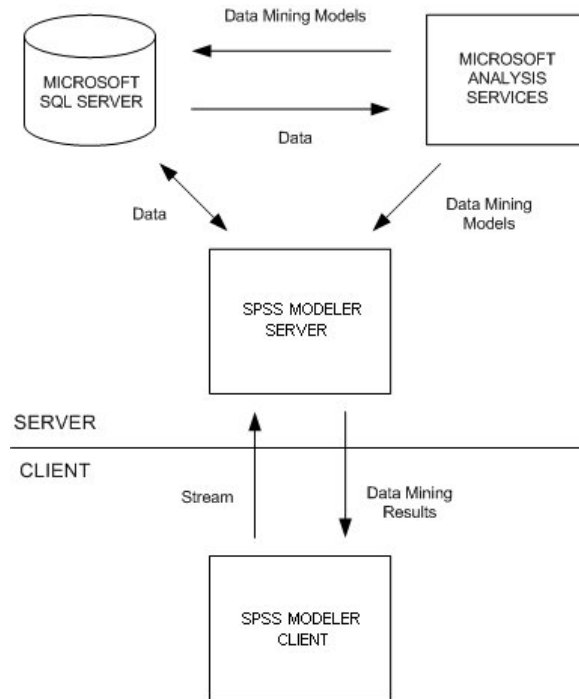 Data Mining Models
MICROSOFT
SQL SERVER
MICROSOFT
ANALYSIS
SERVICES
Data
Data
Data Mining
Models
SPSS MODELER
SERVER
SERVER
CLIENT
Stream
Data Mining
Results
SPSS MODELER
CLIENT